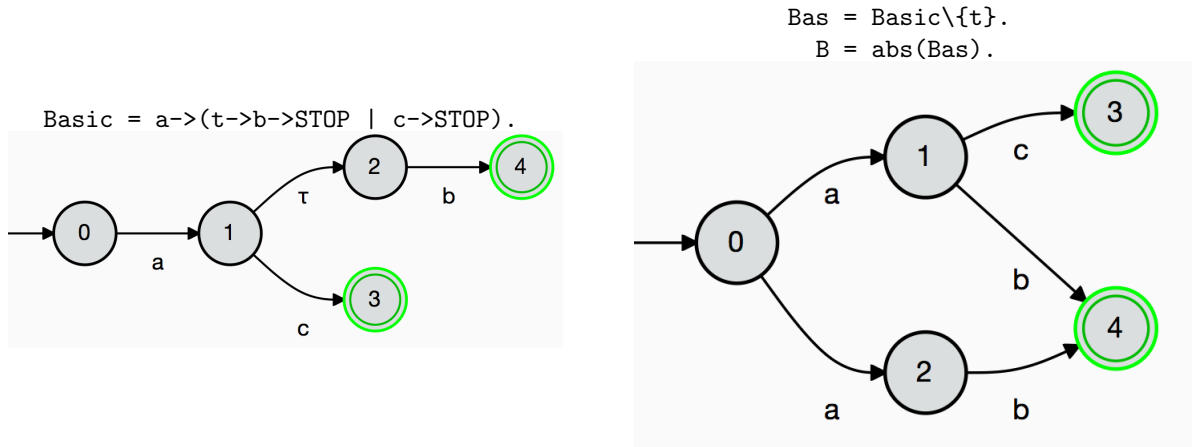 Basic = a->(t->b->STOP | c->STOP).
0
a
1
τ
2
b
4
c
3
Bas = Basic\{t}.
B = abs(Bas).
0
a
1
c
3
b
4
a
2
b